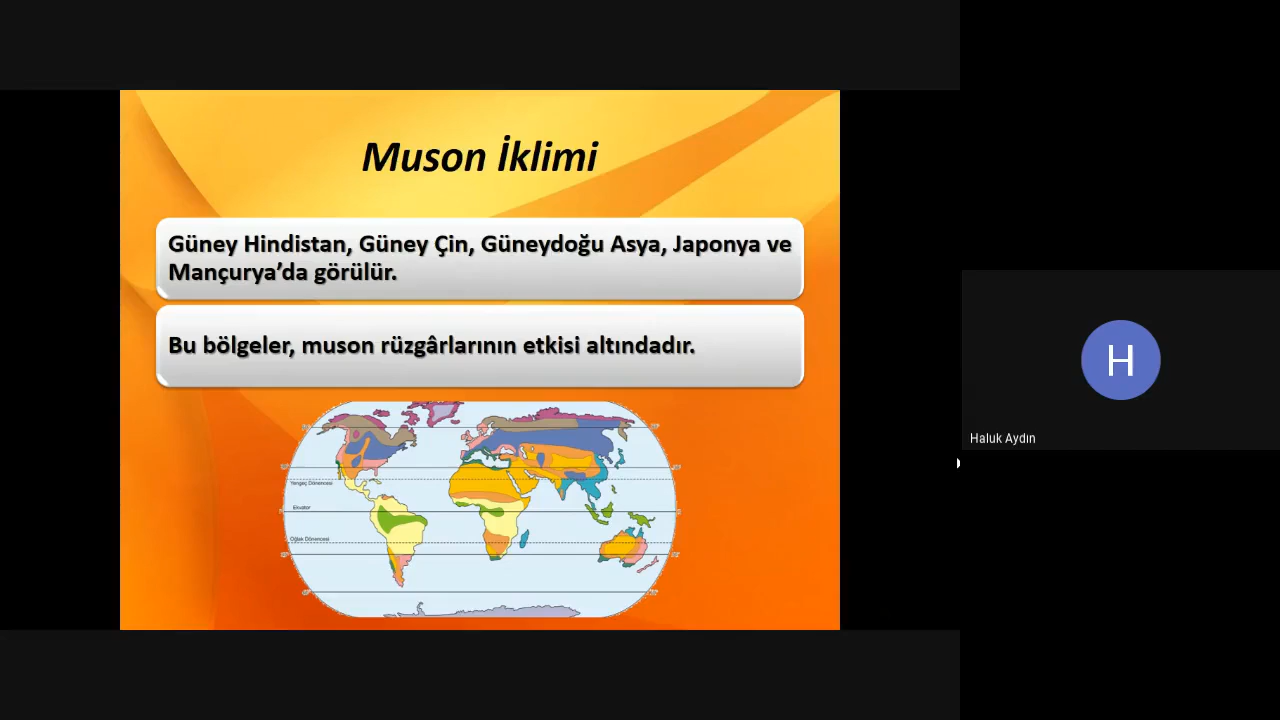 Muson İklimi
Güney Hindistan, Güney Çin, Güneydoğu Asya, Japonya ve
Mançurya’da görülür.
Bu bölgeler, muson rüzgârlarının etkisi altındadır.
Yengeç Dönencesi
Ekvator
Oğlak Dönencesi
H
Haluk Aydın